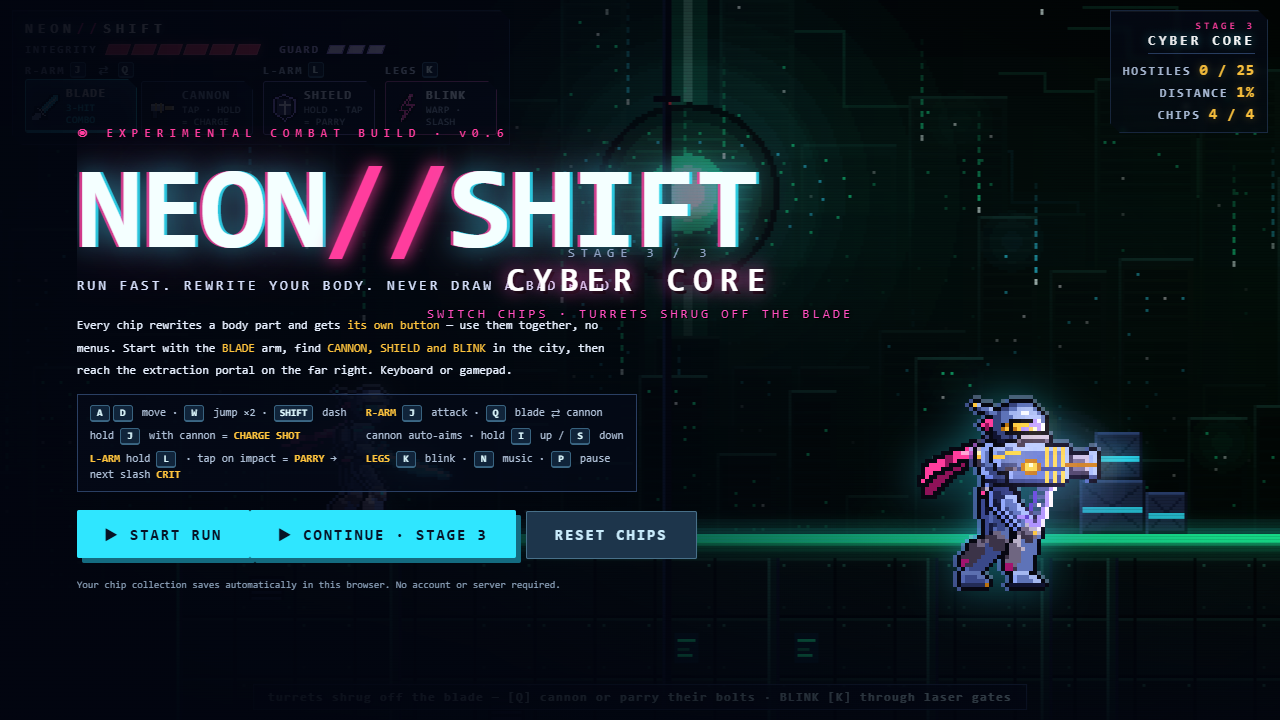 NEON//SHIFT
INTEGRITY GUARD
R-ARM J ⇄ Q L-ARM L LEGS K
BLADE
3-HIT
COMBO
CANNON
TAP · HOLD
= CHARGE
SHIELD
HOLD · TAP
= PARRY
BLINK
WARP ·
SLASH
STAGE 3
CYBER CORE
HOSTILES 0 / 25
DISTANCE 1%
CHIPS 4 / 4
◉ EXPERIMENTAL COMBAT BUILD · v0.6
NEON//SHIFT
STAGE 3 / 3
CYBER CORE
SWITCH CHIPS · TURRETS SHRUG OFF THE BLADE
RUN FAST. REWRITE YOUR BODY. NEVER DRAW A BAD HAND.
Every chip rewrites a body part and gets its own button — use them together, no
menus. Start with the BLADE arm, find CANNON, SHIELD and BLINK in the city, then
reach the extraction portal on the far right. Keyboard or gamepad.
A D move · W jump ×2 · SHIFT dash
hold J with cannon = CHARGE SHOT
L-ARM hold L · tap on impact = PARRY →
next slash CRIT
R-ARM J attack · Q blade ⇄ cannon
cannon auto-aims · hold I up / S down
LEGS K blink · N music · P pause
▶ START RUN
▶ CONTINUE · STAGE 3
RESET CHIPS
Your chip collection saves automatically in this browser. No account or server required.
turrets shrug off the blade — [Q] cannon or parry their bolts · BLINK [K] through laser gates